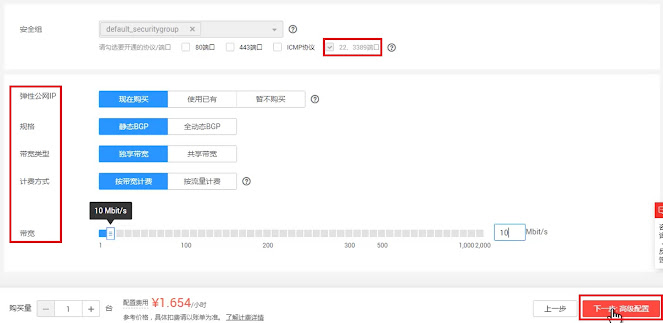 安全组 default_securitygroup ×
请勾选要开通的协议/端口 80端口 443端口 ICMP协议 22、3389端口
弹性公网IP 现在购买 使用已有 暂不购买
规格 静态BGP 全动态BGP
带宽类型 独享带宽 共享带宽
计费方式 按带宽计费 按流量计费
10 Mbit/s
带宽 10 Mbit/s
1 100 200 300 500 1,000 2,000
购买量 − 1 + 台 配置费用 ¥1.654/小时
参考价格，具体扣费请以账单为准。 了解计费详情
上一步 下一步: 高级配置